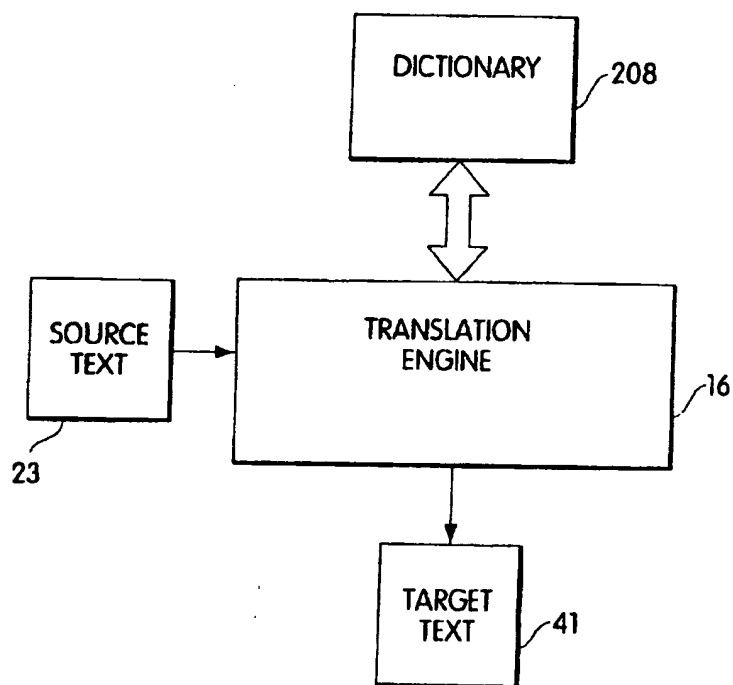 DICTIONARY
208
SOURCE
TEXT
23
TRANSLATION
ENGINE
16
TARGET
TEXT
41